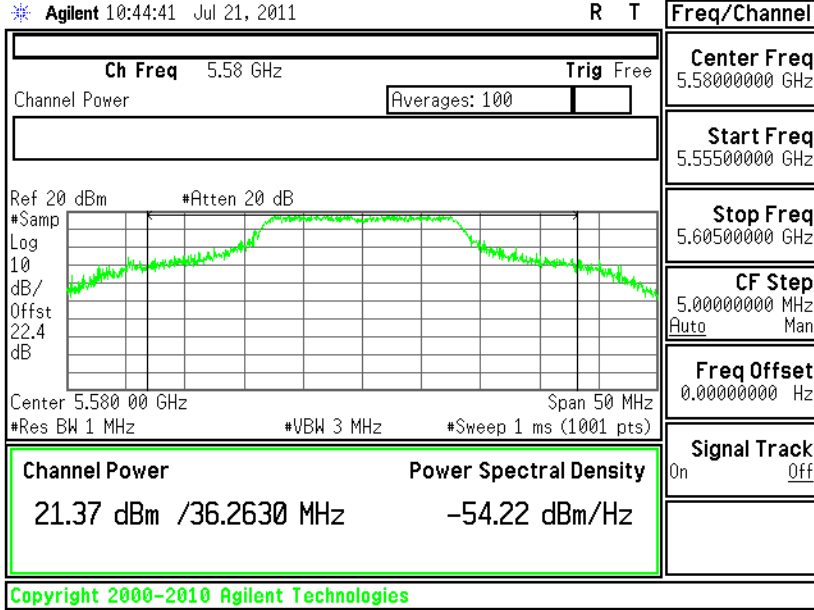 Agilent 10:44:41 Jul 21, 2011 R T
Freq/Channel
Ch Freq 5.58 GHz Trig Free
Channel Power Averages: 100
Ref 20 dBm #Atten 20 dB
#Samp
Log
10
dB/
Offst
22.4
dB
Center 5.580 00 GHz Span 50 MHz
#Res BW 1 MHz #VBW 3 MHz #Sweep 1 ms (1001 pts)
Channel Power Power Spectral Density
21.37 dBm /36.2630 MHz -54.22 dBm/Hz
Copyright 2000-2010 Agilent Technologies
Center Freq
5.58000000 GHz
Start Freq
5.55500000 GHz
Stop Freq
5.60500000 GHz
CF Step
5.00000000 MHz
Auto Man
Freq Offset
0.00000000 Hz
Signal Track
On Off